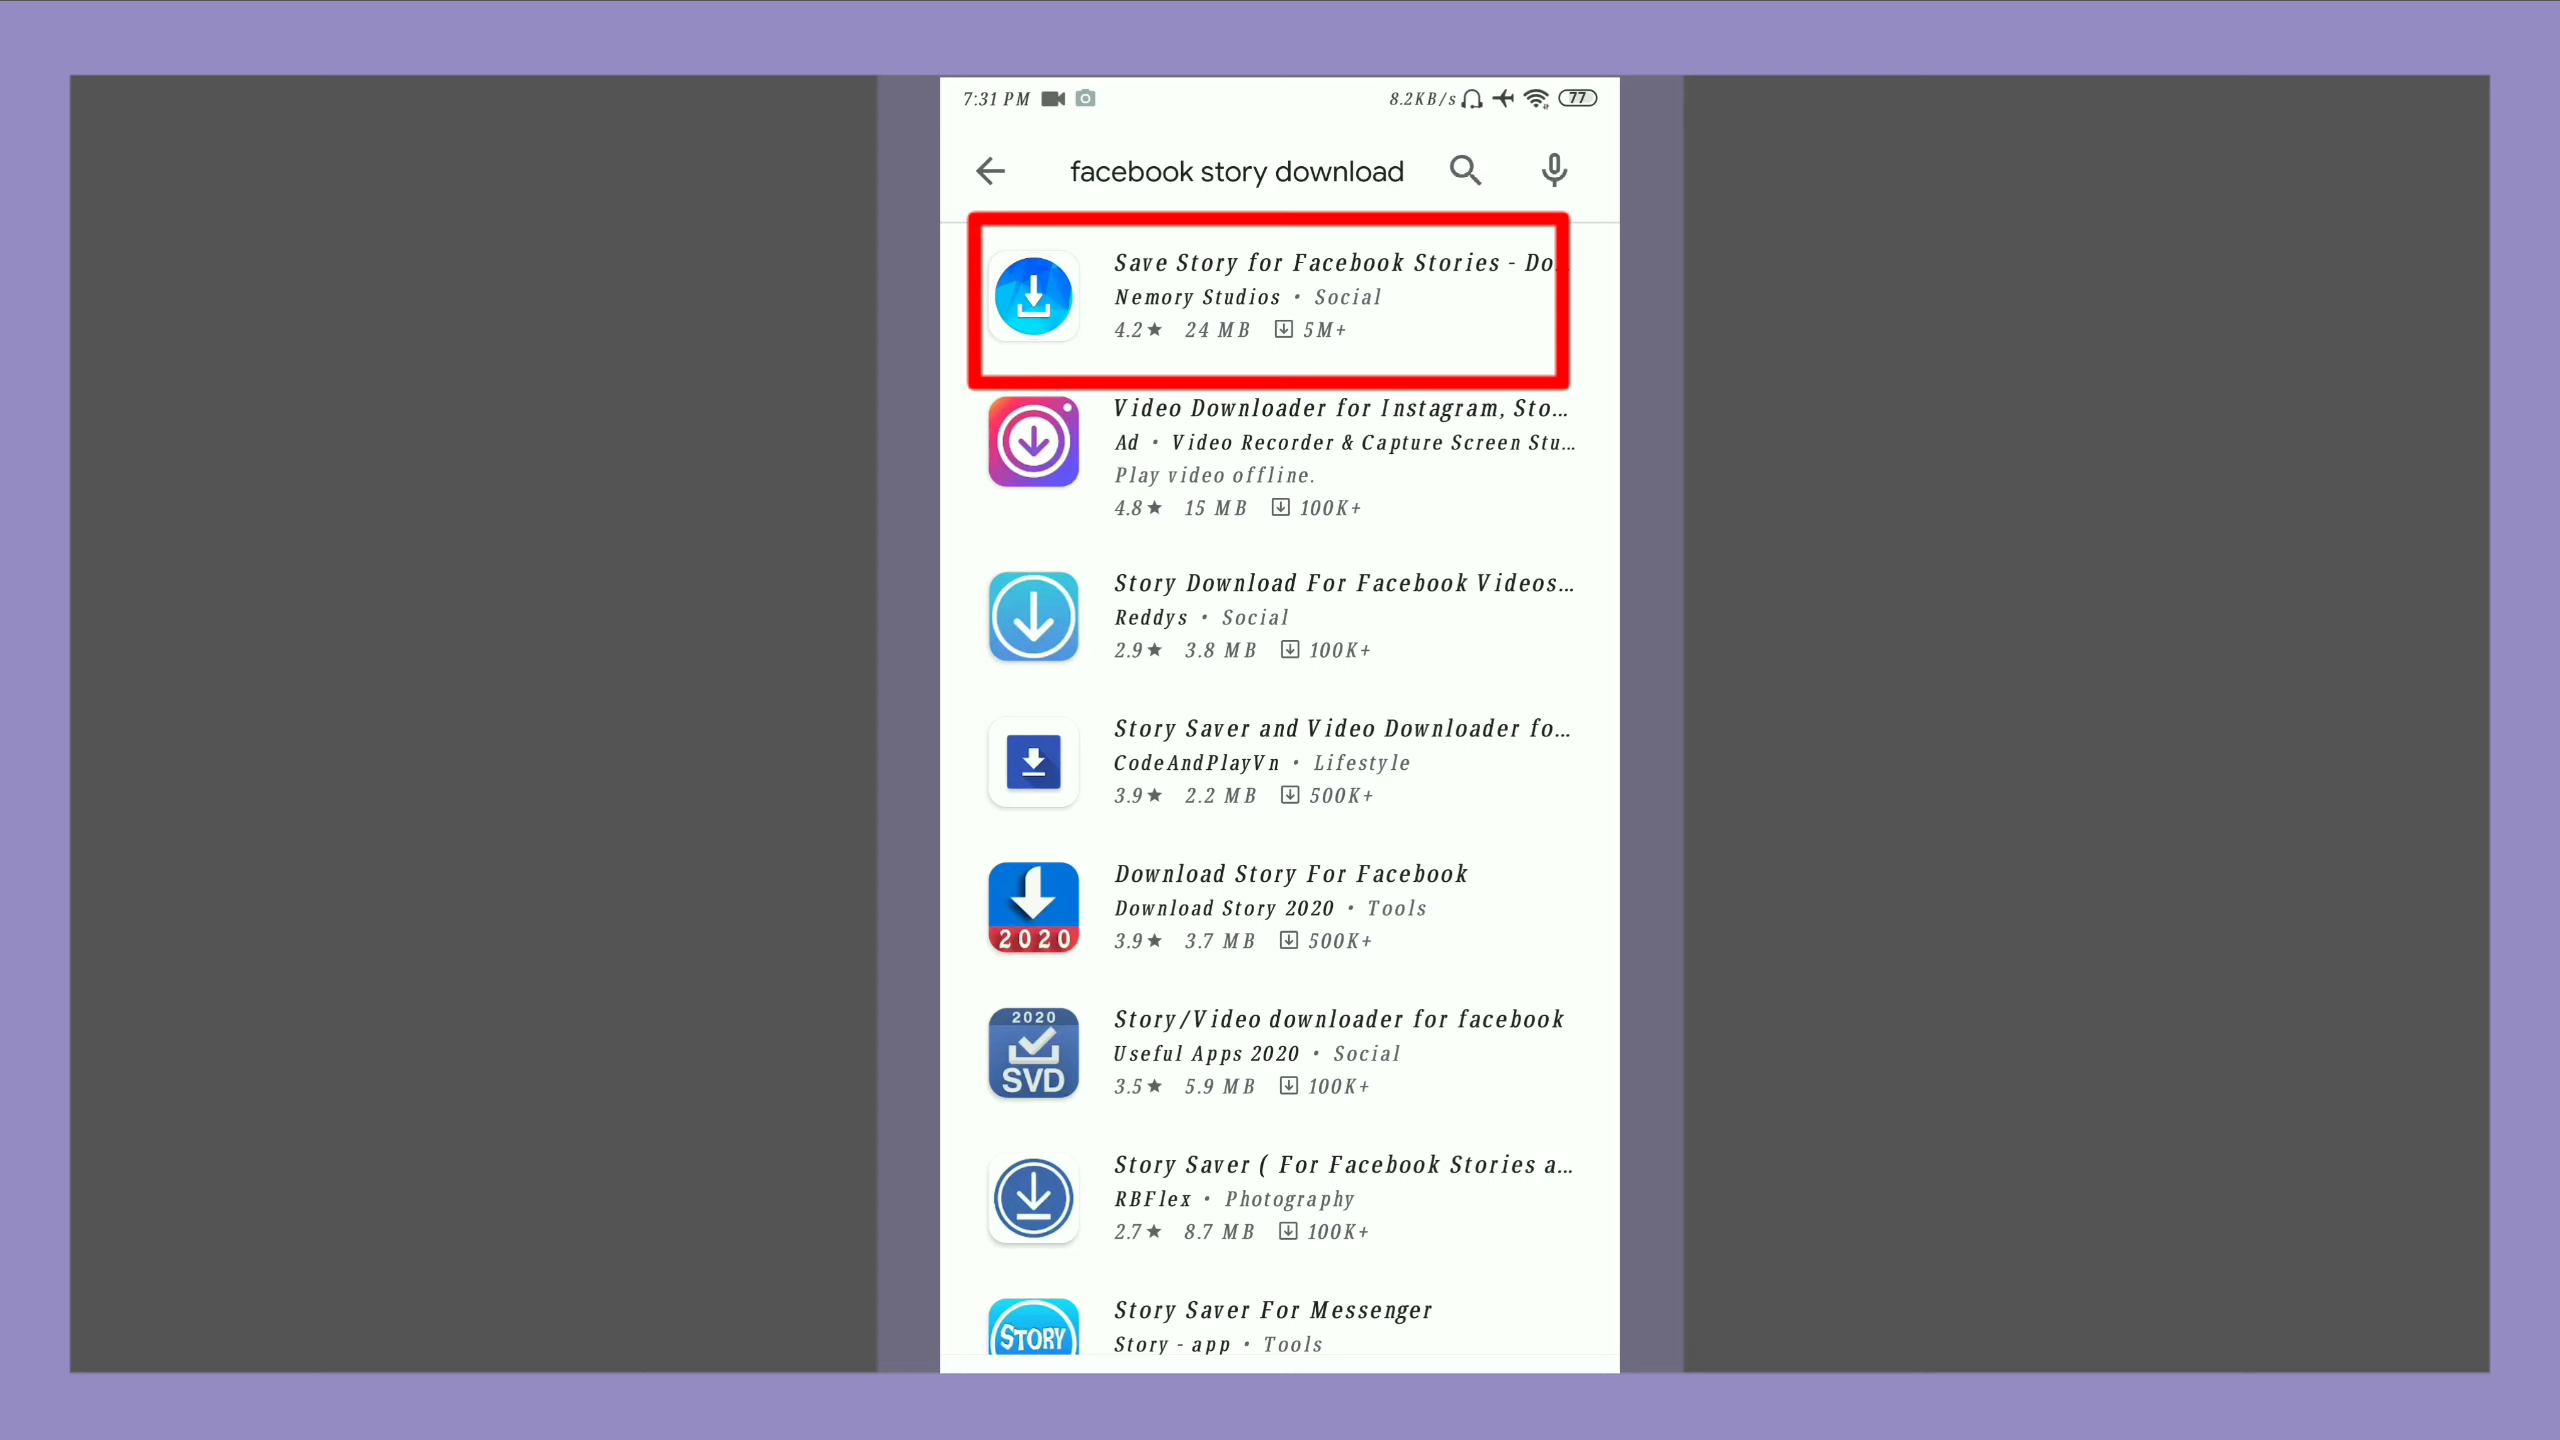 7:31 PM 8.2KB/s 77
facebook story download
Save Story for Facebook Stories - Do...
Nemory Studios • Social
4.2★ 24 MB 5M+
Video Downloader for Instagram, Sto...
Ad • Video Recorder & Capture Screen Stu...
Play video offline.
4.8★ 15 MB 100K+
Story Download For Facebook Videos...
Reddys • Social
2.9★ 3.8 MB 100K+
Story Saver and Video Downloader fo...
CodeAndPlayVn • Lifestyle
3.9★ 2.2 MB 500K+
Download Story For Facebook
Download Story 2020 • Tools
2020
3.9★ 3.7 MB 500K+
2020
Story/Video downloader for facebook
Useful Apps 2020 • Social
SVD
3.5★ 5.9 MB 100K+
Story Saver ( For Facebook Stories a...
RBFlex • Photography
2.7★ 8.7 MB 100K+
Story Saver For Messenger
STORY
Story - app • Tools